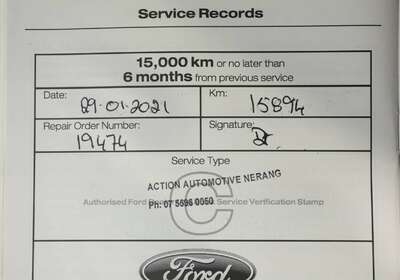 Service Records
15,000 km or no later than
6 months from previous service
Date: 29·01·2021 Km: 15894
Repair Order Number: 19474 Signature:
Service Type
ACTION AUTOMOTIVE NERANG
Authorised Ford Service Verification Stamp
Ph: 07 5596 0050
C
Ford